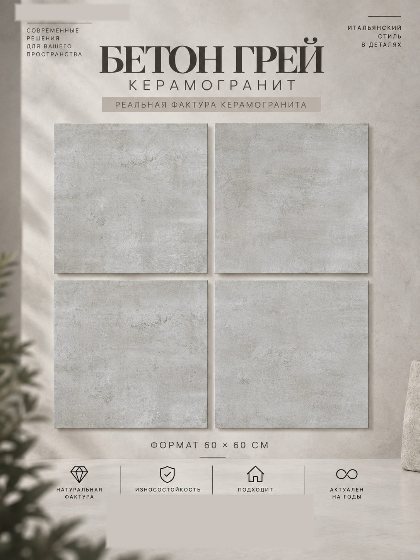 СОВРЕМЕННЫЕ
РЕШЕНИЯ
ДЛЯ ВАШЕГО
ПРОСТРАНСТВА
ИТАЛЬЯНСКИЙ
СТИЛЬ
В ДЕТАЛЯХ
БЕТОН ГРЕЙ
КЕРАМОГРАНИТ
РЕАЛЬНАЯ ФАКТУРА КЕРАМОГРАНИТА
ФОРМАТ 60 × 60 СМ
НАТУРАЛЬНАЯ
ФАКТУРА
ИЗНОСОСТОЙКОСТЬ
ПОДХОДИТ
АКТУАЛЕН
НА ГОДЫ